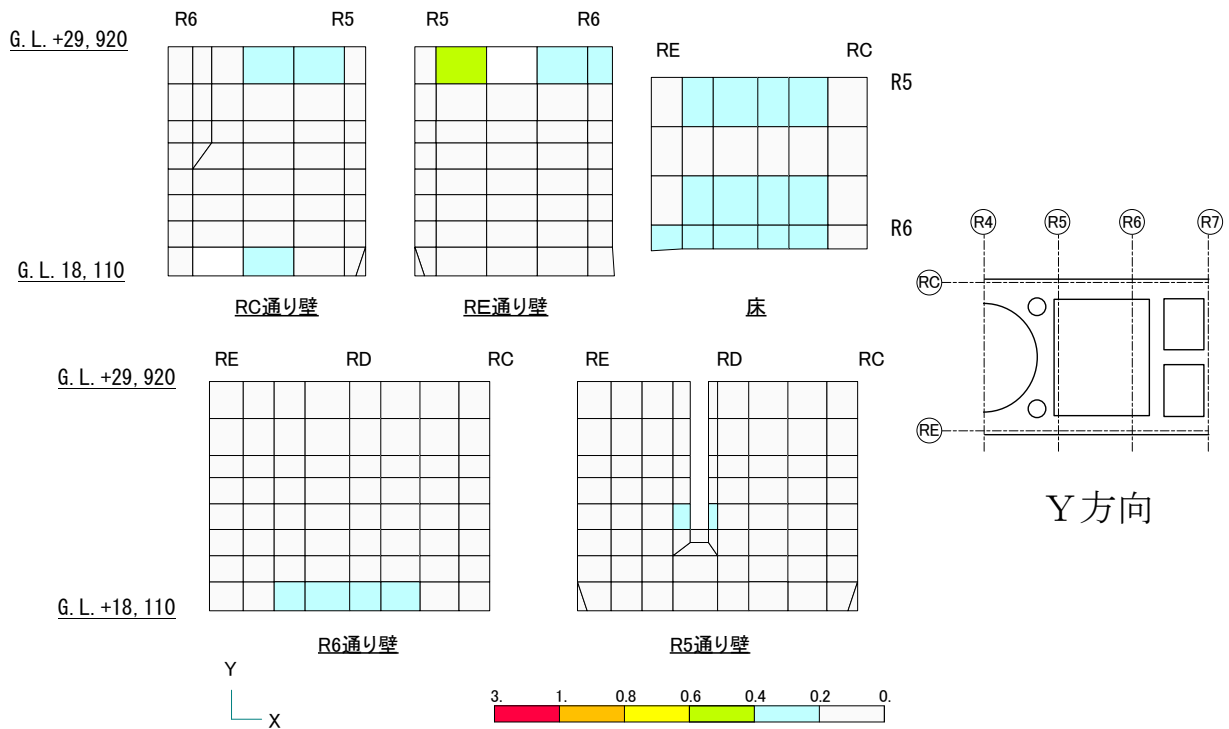 R6 R5 R5 R6
G. L. +29, 920
RE RC
R5
R6
G. L. 18, 110
RC通り壁 RE通り壁 床
R4 R5 R6 R7
RC
RE
Y方向
RE RD RC RE RD RC
G. L. +29, 920
G. L. +18, 110
R6通り壁 R5通り壁
Y
X
3. 1. 0.8 0.6 0.4 0.2 0.